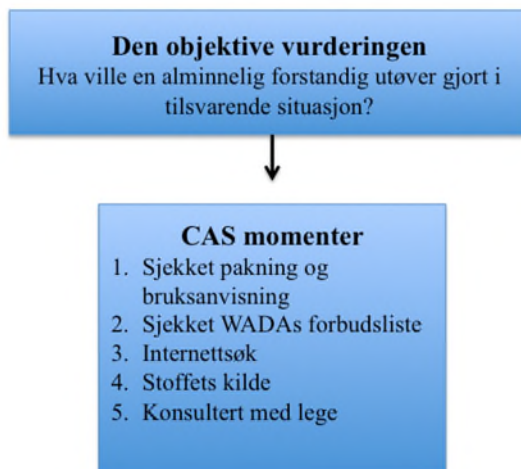 Den objektive vurderingen
Hva ville en alminnelig forstandig utøver gjort i
tilsvarende situasjon?
CAS momenter
1. Sjekket pakning og
bruksanvisning
2. Sjekket WADAs forbudsliste
3. Internettsøk
4. Stoffets kilde
5. Konsultert med lege